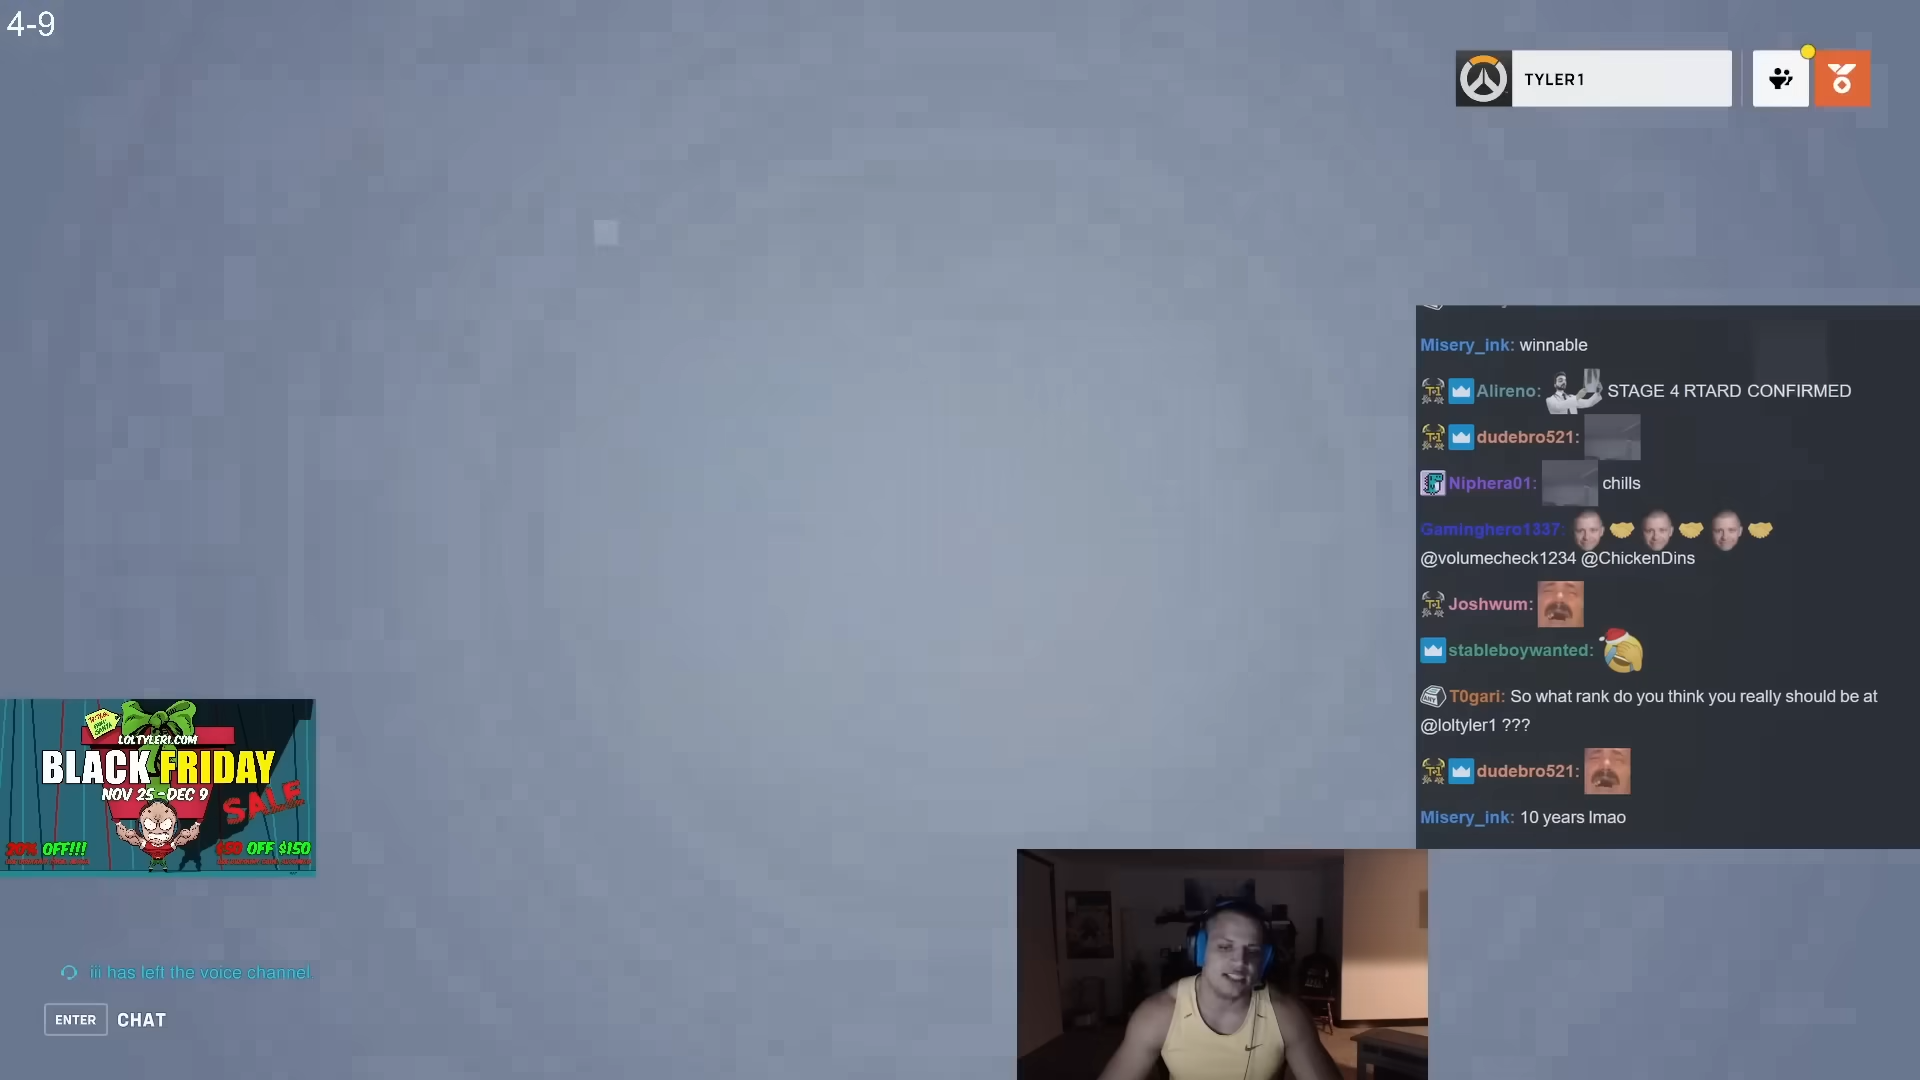 4-9
TYLER1
Misery_ink: winnable
Alireno: STAGE 4 RTARD CONFIRMED
dudebro521:
Niphera01: chills
Gaminghero1337:
@volumecheck1234 @ChickenDins
Joshwum:
stableboywanted:
T0gari: So what rank do you think you really should be at
@loltyler1 ???
dudebro521:
Misery_ink: 10 years lmao
LOLTYLER1.COM
BLACK FRIDAY
NOV 25 - DEC 9
SALE
OFF!!!
$50 OFF $150
iii has left the voice channel
ENTER CHAT